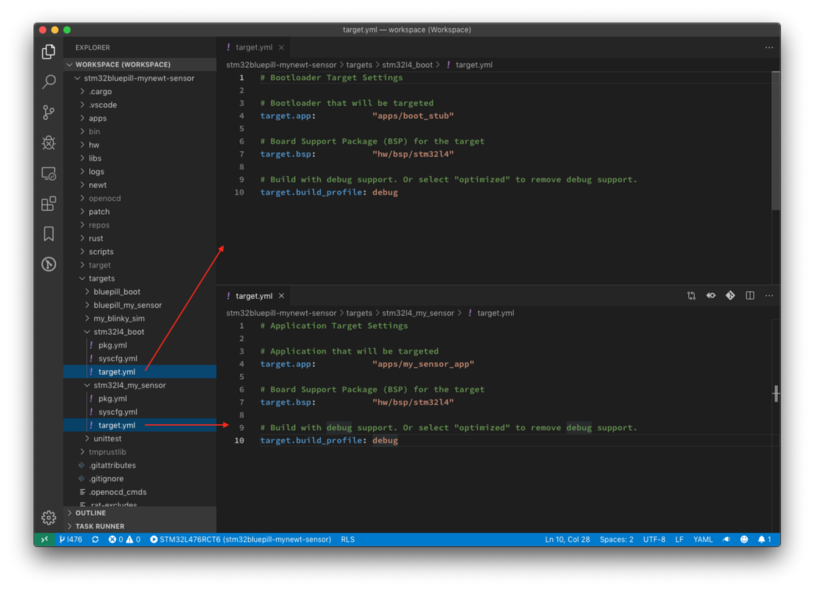 target.yml — workspace (Workspace)
EXPLORER
WORKSPACE (WORKSPACE)
stm32bluepill-mynewt-sensor
.cargo
.vscode
apps
bin
hw
libs
logs
newt
openocd
patch
repos
rust
scripts
target
targets
bluepill_boot
bluepill_my_sensor
my_blinky_sim
stm32l4_boot
! pkg.yml
! syscfg.yml
! target.yml
stm32l4_my_sensor
! pkg.yml
! syscfg.yml
! target.yml
unittest
tmprustlib
.gitattributes
.gitignore
.openocd_cmds
.rat-excludes
OUTLINE
TASK RUNNER
! target.yml ×
stm32bluepill-mynewt-sensor > targets > stm32l4_boot > ! target.yml
1 # Bootloader Target Settings
2
3 # Bootloader that will be targeted
4 target.app: "apps/boot_stub"
5
6 # Board Support Package (BSP) for the target
7 target.bsp: "hw/bsp/stm32l4"
8
9 # Build with debug support. Or select "optimized" to remove debug support.
10 target.build_profile: debug
! target.yml ×
stm32bluepill-mynewt-sensor > targets > stm32l4_my_sensor > ! target.yml
1 # Application Target Settings
2
3 # Application that will be targeted
4 target.app: "apps/my_sensor_app"
5
6 # Board Support Package (BSP) for the target
7 target.bsp: "hw/bsp/stm32l4"
8
9 # Build with debug support. Or select "optimized" to remove debug support.
10 target.build_profile: debug
l476 0 0 STM32L476RCT6 (stm32bluepill-mynewt-sensor) RLS Ln 10, Col 28 Spaces: 2 UTF-8 LF YAML 1